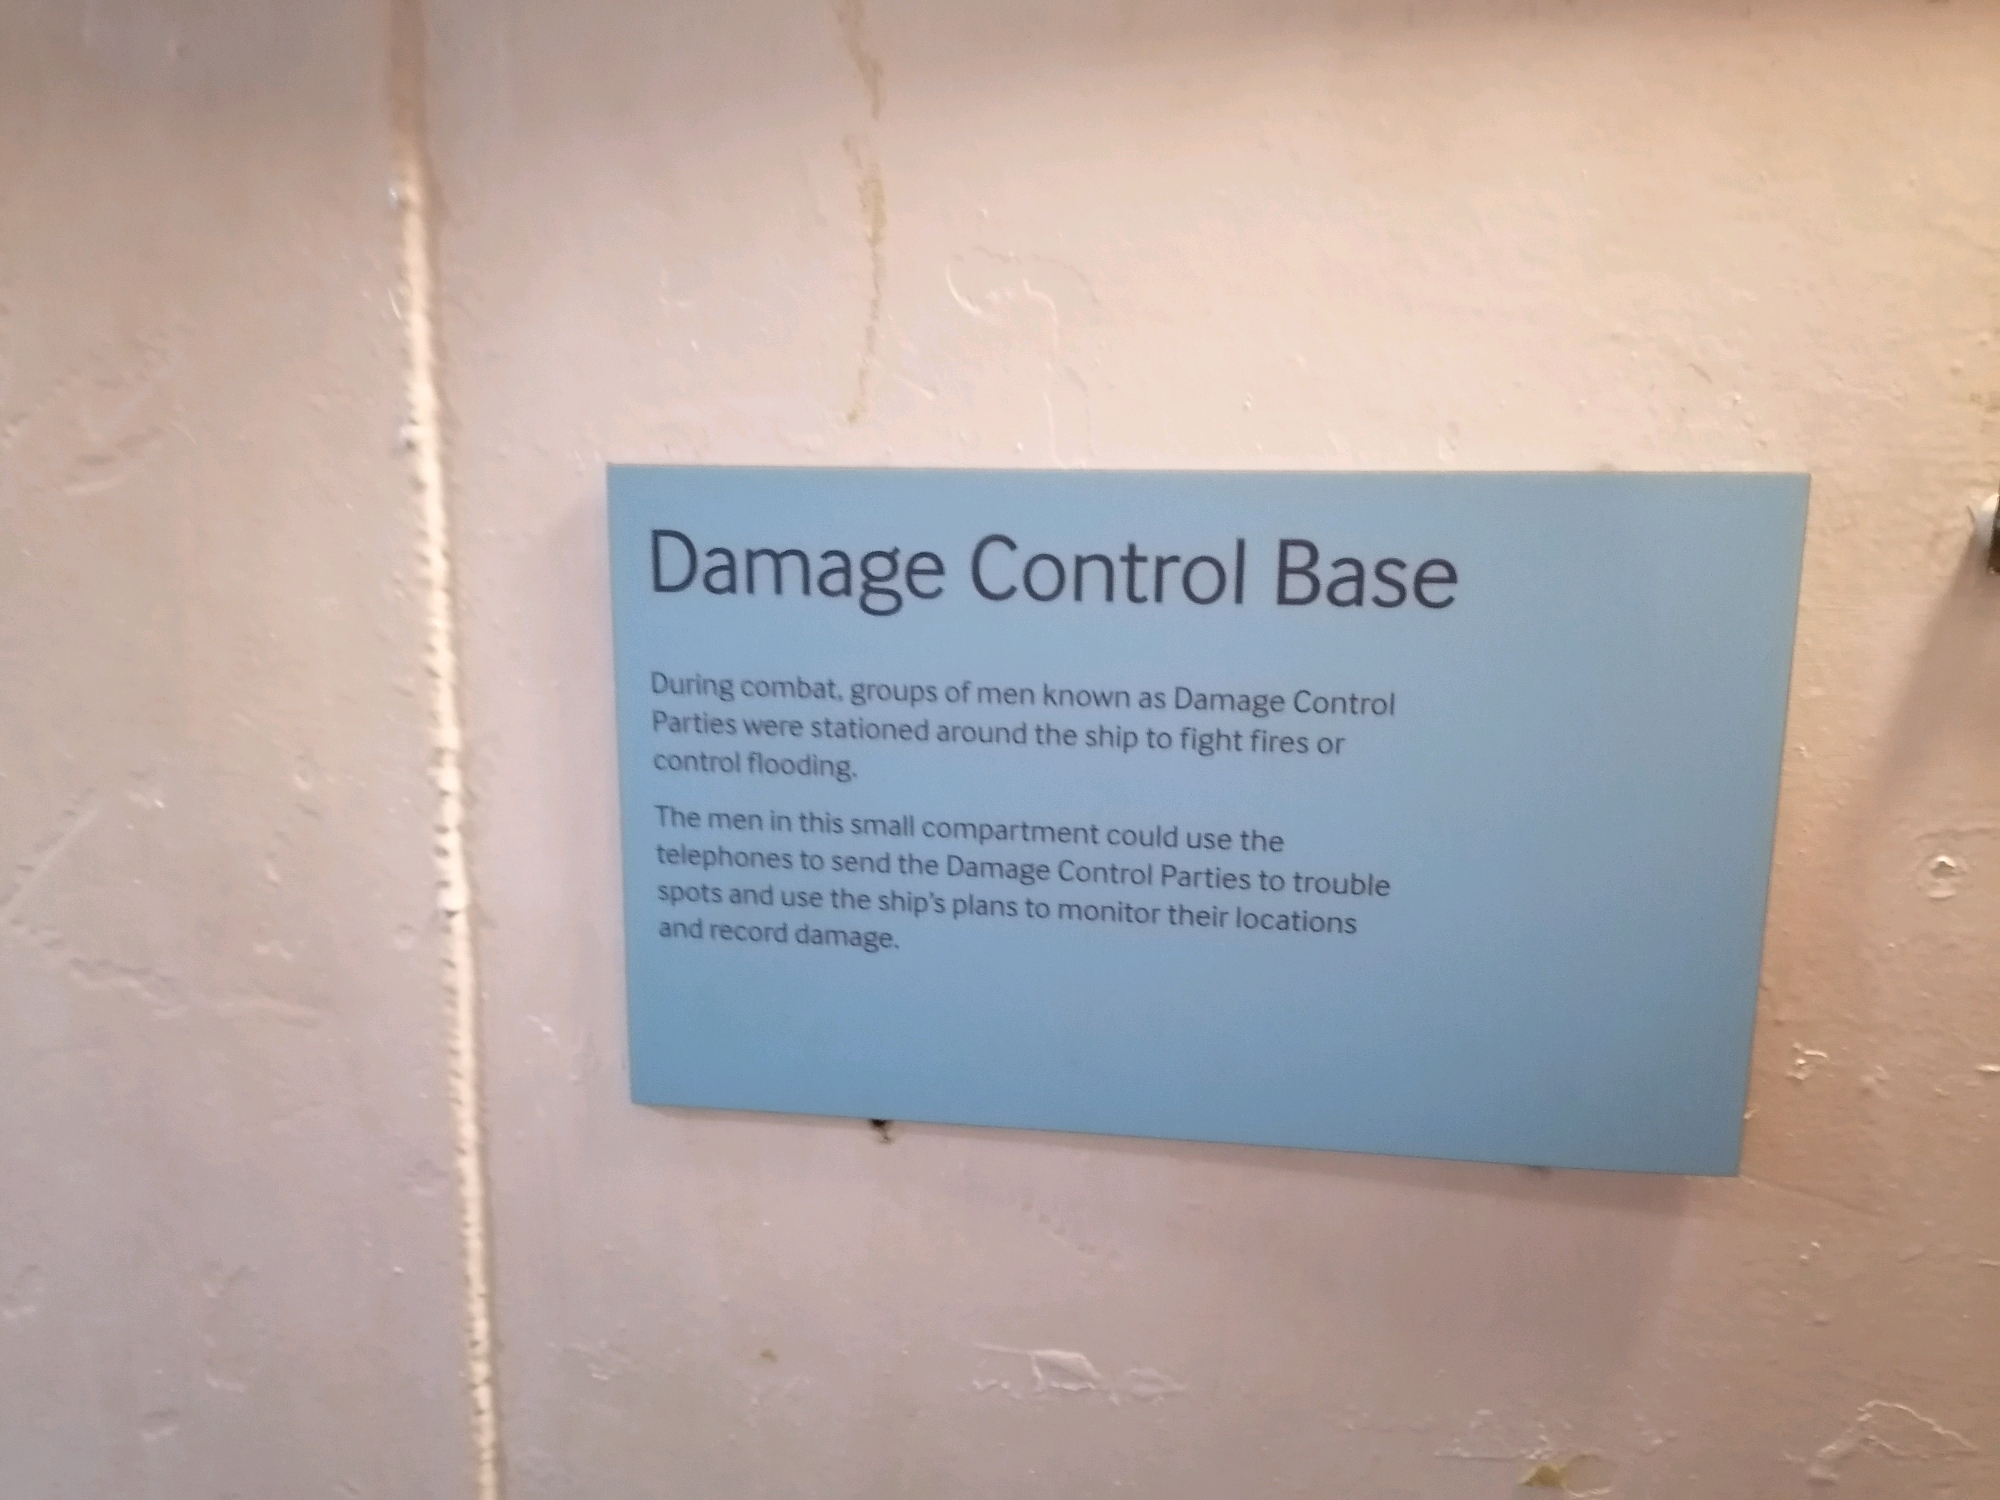 Damage Control Base
During combat, groups of men known as Damage Control
Parties were stationed around the ship to fight fires or
control flooding.
The men in this small compartment could use the
telephones to send the Damage Control Parties to trouble
spots and use the ship's plans to monitor their locations
and record damage.